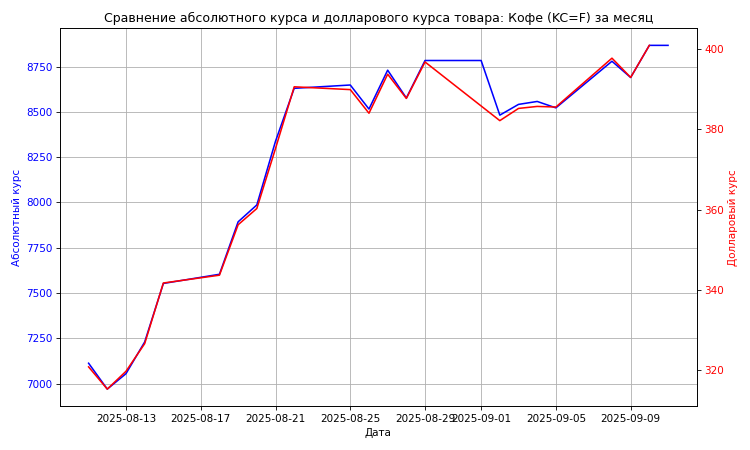 Сравнение абсолютного курса и долларового курса товара: Кофе (KC=F) за месяц
Абсолютный курс
8750
8500
8250
8000
7750
7500
7250
7000
400
380
360
340
320
Долларовый курс
2025-08-13 2025-08-17 2025-08-21 2025-08-25 2025-08-29 2025-09-01 2025-09-05 2025-09-09
Дата